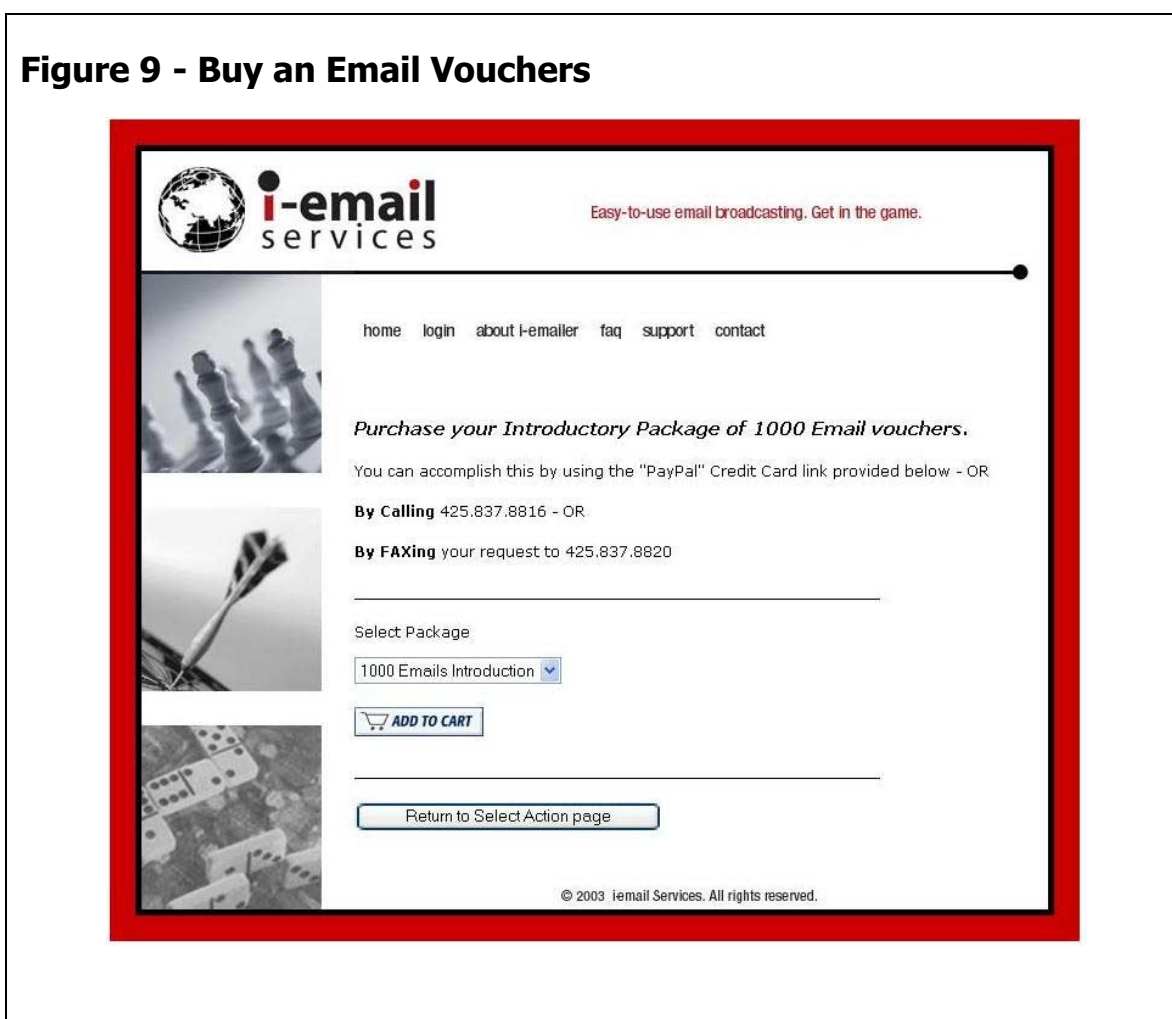 Figure 9 - Buy an Email Vouchers
i-email
services
Easy-to-use email broadcasting. Get in the game.
home login about i-emailer faq support contact
Purchase your Introductory Package of 1000 Email vouchers.
You can accomplish this by using the "PayPal" Credit Card link provided below - OR
By Calling 425.837.8816 - OR
By FAXing your request to 425.837.8820
Select Package
1000 Emails Introduction
ADD TO CART
Return to Select Action page
© 2003 i-email Services. All rights reserved.